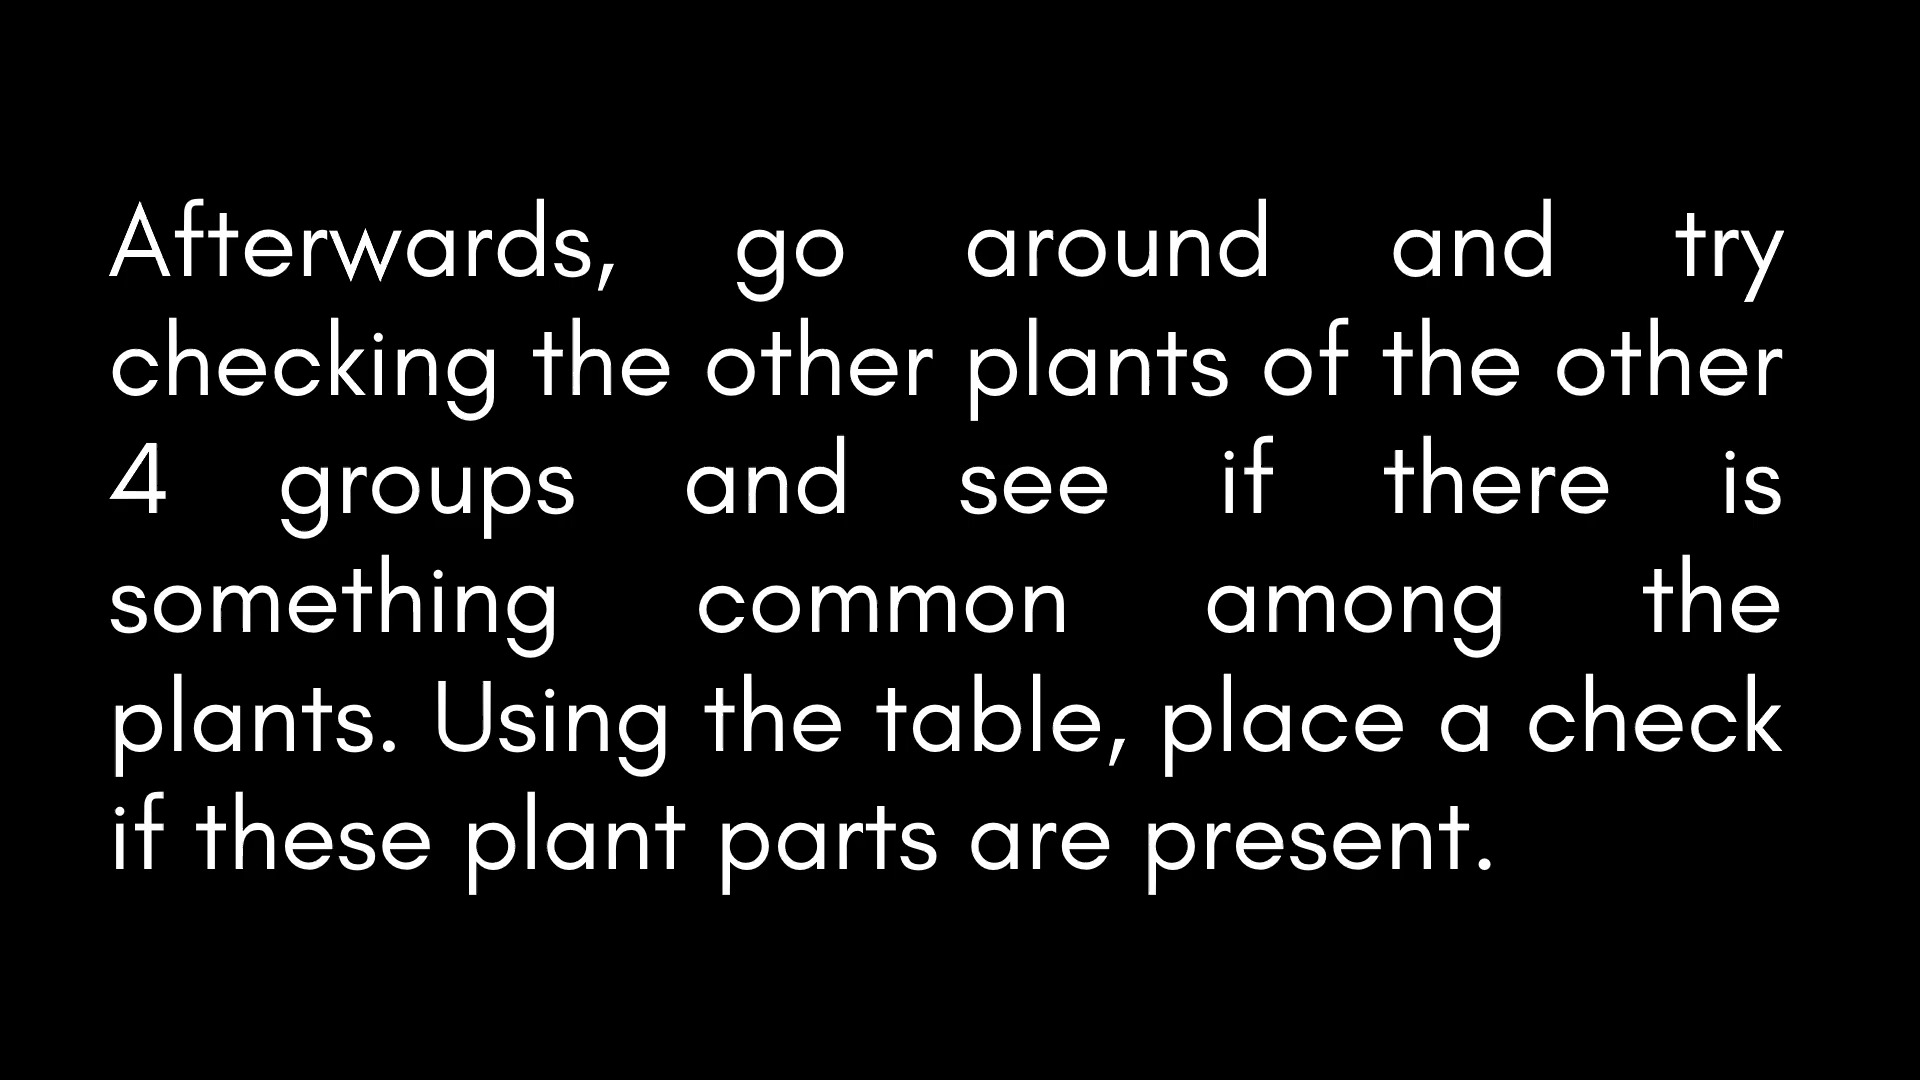 Afterwards, go around and try
checking the other plants of the other
4 groups and see if there is
something common among the
plants. Using the table, place a check
if these plant parts are present.